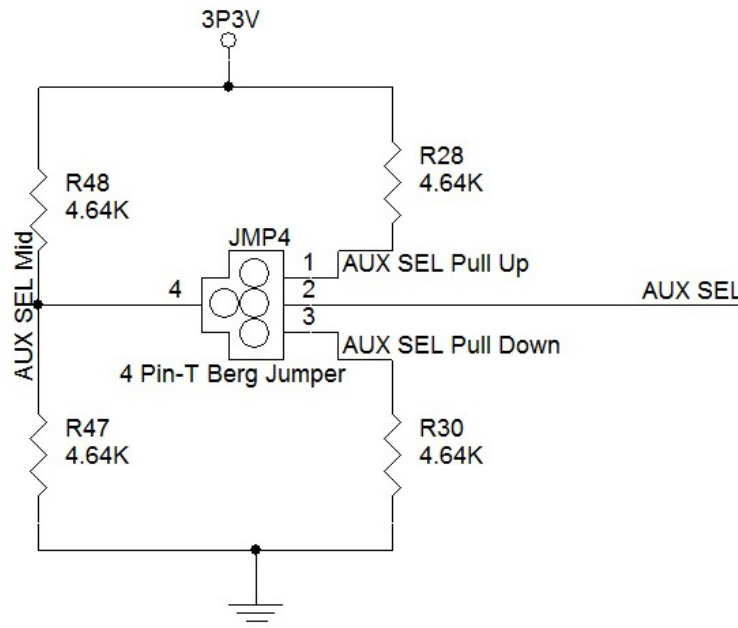 3P3V
R48
4.64K
R28
4.64K
JMP4
1
AUX SEL Pull Up
4
2
AUX SEL
3
AUX SEL Pull Down
AUX SEL Mid
4 Pin-T Berg Jumper
R47
4.64K
R30
4.64K